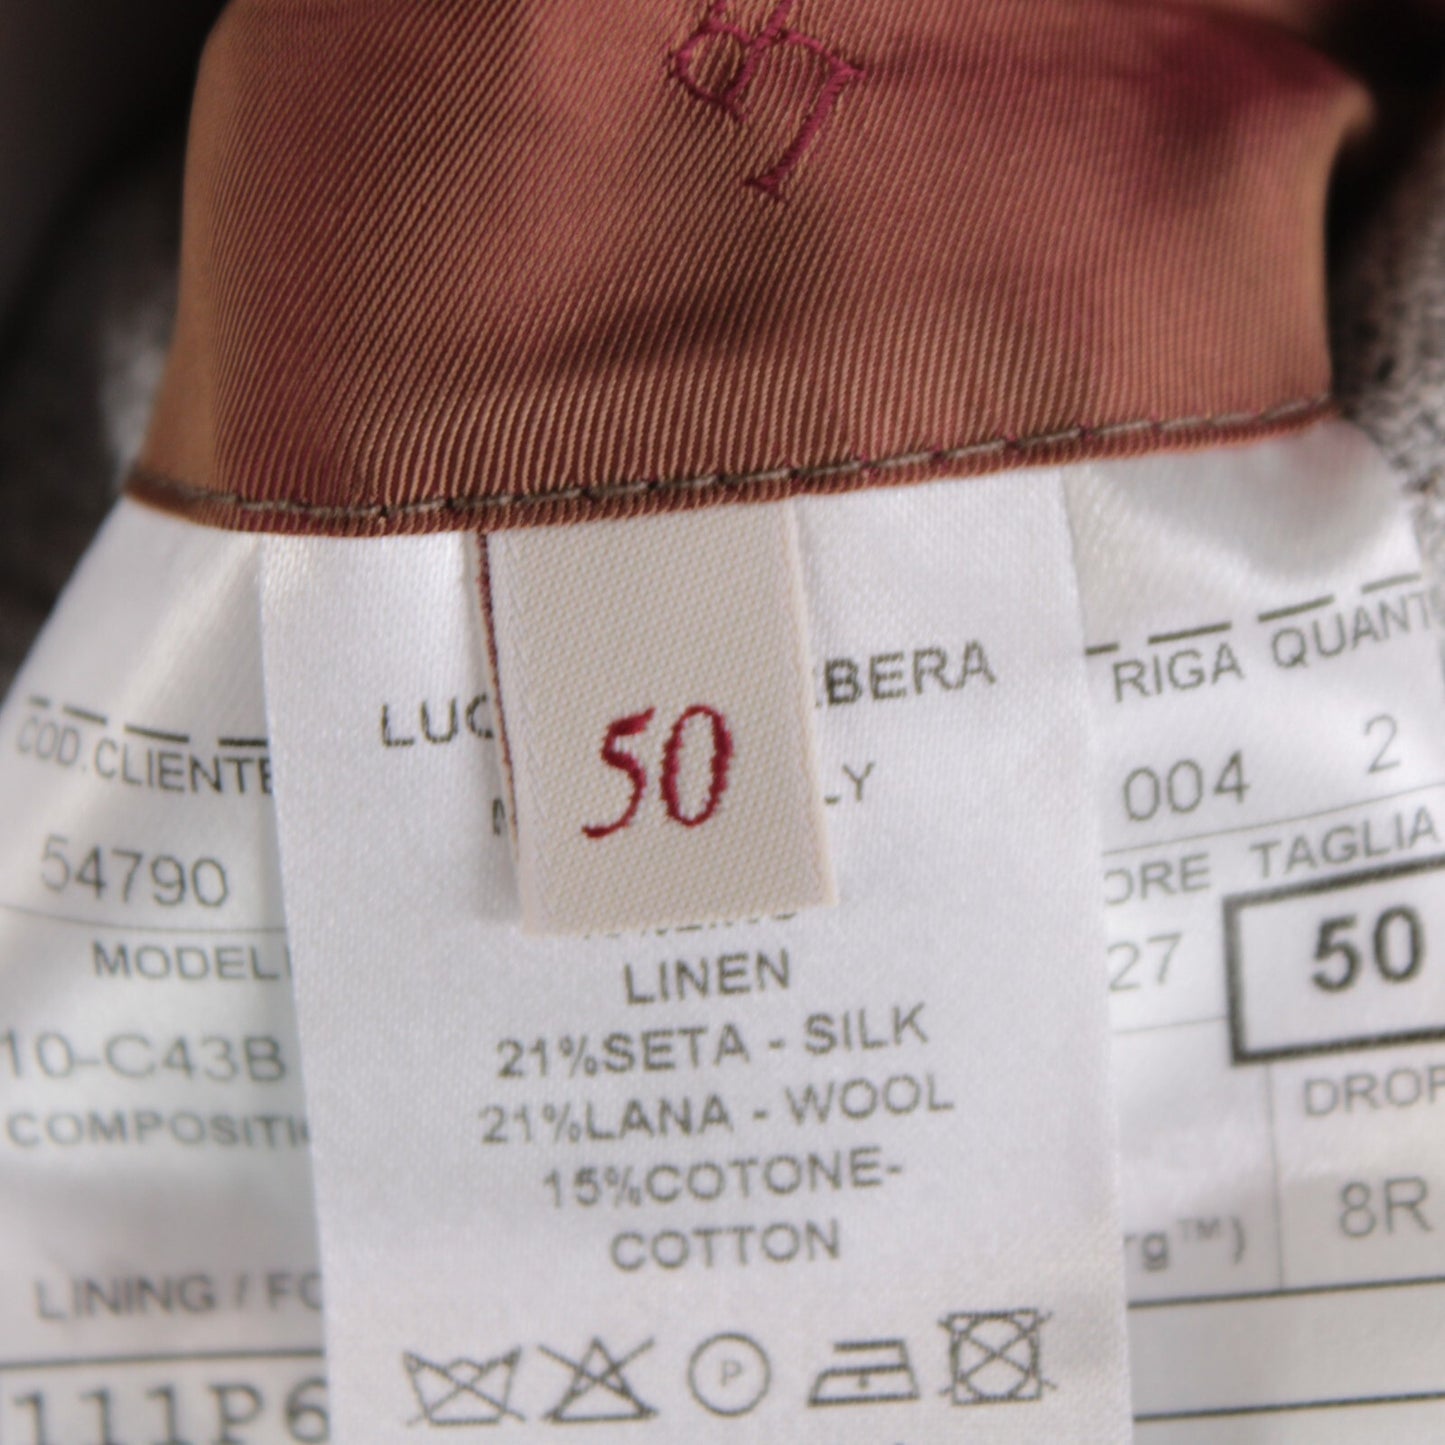 50
BERA
LY
LINEN
21%SETA - SILK
21%LANA - WOOL
15%COTONE-
COTTON
P
COD.CLIENTE
54790
MODEL
10-C43B
COMPOSITI
LINING / FO
111P6
RIGA QUANT
004 2
ORE TAGLIA
27 50
DROP
8R
rg™)